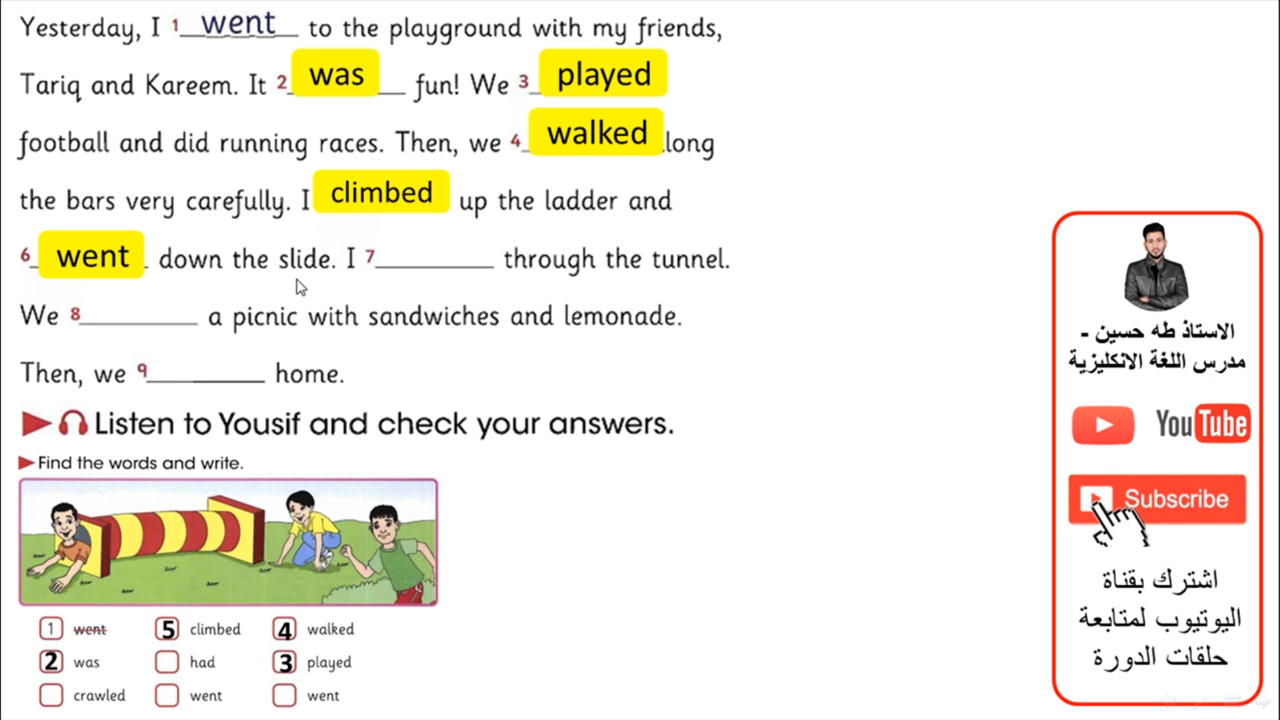 Yesterday, I 1 went to the playground with my friends,
Tariq and Kareem. It 2 was fun! We 3 played
football and did running races. Then, we 4 walked long
the bars very carefully. I climbed up the ladder and
6 went down the slide. I 7 through the tunnel.
We 8 a picnic with sandwiches and lemonade.
Then, we 9 home.
Listen to Yousif and check your answers.
Find the words and write.
1 went 5 climbed 4 walked
2 was had 3 played
crawled went went
الاستاذ طه حسين -
مدرس اللغة الانكليزية
YouTube
Subscribe
اشترك بقناة
اليوتيوب لمتابعة
حلقات الدورة